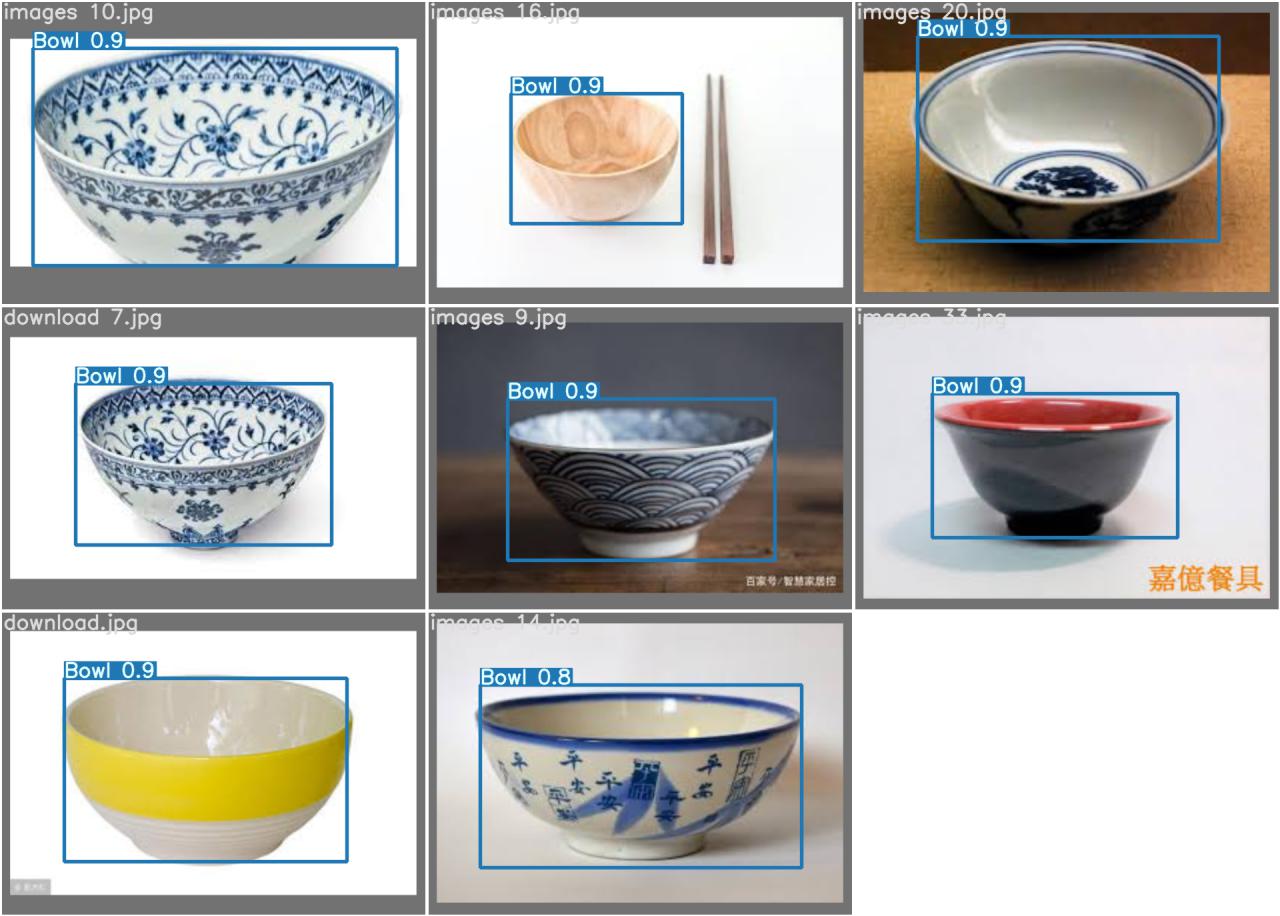 images 10.jpg
Bowl 0.9
images 16.jpg
Bowl 0.9
images 20.jpg
Bowl 0.9
download 7.jpg
Bowl 0.9
images 9.jpg
Bowl 0.9
百家号/智慧家居控
images 33.jpg
Bowl 0.9
嘉億餐具
download.jpg
Bowl 0.9
images 14.jpg
Bowl 0.8
平安
平安
平安
平安
平安